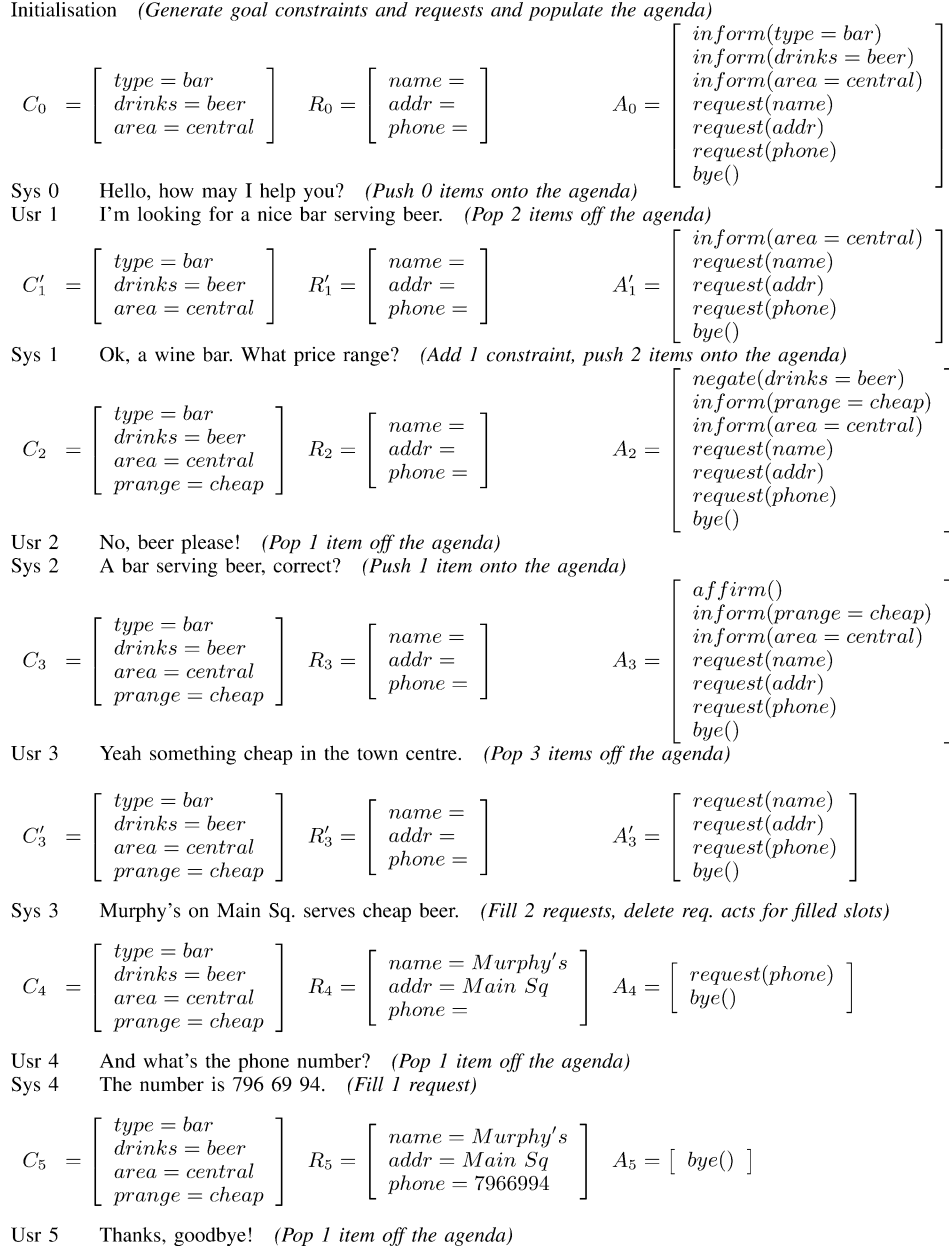 Initialisation (Generate goal constraints and requests and populate the agenda)
inform(type = bar)
inform(drinks = beer)
type = bar name = inform(area = central)
C0 = drinks = beer R0 = addr = A0 = request(name)
area = central phone = request(addr)
request(phone)
bye()
Sys 0 Hello, how may I help you? (Push 0 items onto the agenda)
Usr 1 I'm looking for a nice bar serving beer. (Pop 2 items off the agenda)
inform(area = central)
type = bar name = request(name)
C′1 = drinks = beer R′1 = addr = A′1 = request(addr)
area = central phone = request(phone)
bye()
Sys 1 Ok, a wine bar. What price range? (Add 1 constraint, push 2 items onto the agenda)
negate(drinks = beer)
inform(prange = cheap)
type = bar name = inform(area = central)
C2 = drinks = beer R2 = addr = A2 = request(name)
area = central phone = request(addr)
prange = cheap request(phone)
bye()
Usr 2 No, beer please! (Pop 1 item off the agenda)
Sys 2 A bar serving beer, correct? (Push 1 item onto the agenda)
affirm()
inform(prange = cheap)
type = bar name = inform(area = central)
C3 = drinks = beer R3 = addr = A3 = request(name)
area = central phone = request(addr)
prange = cheap request(phone)
bye()
Usr 3 Yeah something cheap in the town centre. (Pop 3 items off the agenda)
type = bar name = request(name)
C′3 = drinks = beer R′3 = addr = A′3 = request(addr)
area = central phone = request(phone)
prange = cheap bye()
Sys 3 Murphy's on Main Sq. serves cheap beer. (Fill 2 requests, delete req. acts for filled slots)
type = bar name = Murphy′s
C4 = drinks = beer R4 = addr = Main Sq A4 = request(phone)
area = central phone = bye()
prange = cheap
Usr 4 And what's the phone number? (Pop 1 item off the agenda)
Sys 4 The number is 796 69 94. (Fill 1 request)
type = bar name = Murphy′s
C5 = drinks = beer R5 = addr = Main Sq A5 = [ bye() ]
area = central phone = 7966994
prange = cheap
Usr 5 Thanks, goodbye! (Pop 1 item off the agenda)